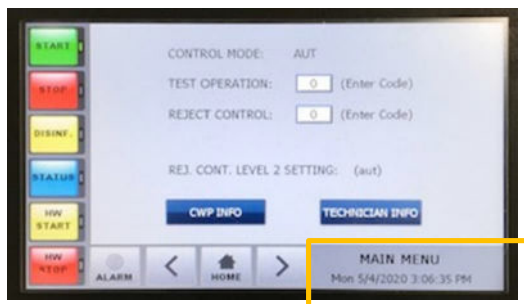 START
STOP
DISINF.
STATUS
HW
START
HW
STOP
CONTROL MODE: AUT
TEST OPERATION: 0 (Enter Code)
REJECT CONTROL: 0 (Enter Code)
REJ. CONT. LEVEL 2 SETTING: (aut)
CWP INFO
TECHNICIAN INFO
ALARM
<
HOME
>
MAIN MENU
Mon 5/4/2020 3:06:35 PM